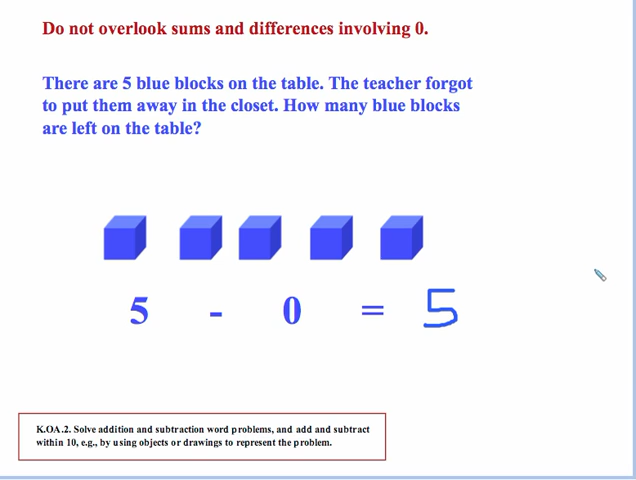 Do not overlook sums and differences involving 0.
There are 5 blue blocks on the table. The teacher forgot
to put them away in the closet. How many blue blocks
are left on the table?
5 - 0 = 5
K.OA.2. Solve addition and subtraction word problems, and add and subtract
within 10, e.g., by using objects or drawings to represent the problem.